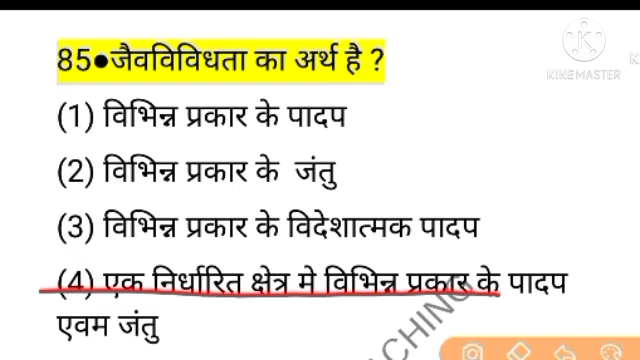 KINEMASTER
K
85●जैवविविधता का अर्थ है ?
(1) विभिन्न प्रकार के पादप
(2) विभिन्न प्रकार के जंतु
(3) विभिन्न प्रकार के विदेशात्मक पादप
(4) एक निर्धारित क्षेत्र मे विभिन्न प्रकार के पादप
एवम जंतु
ACHING